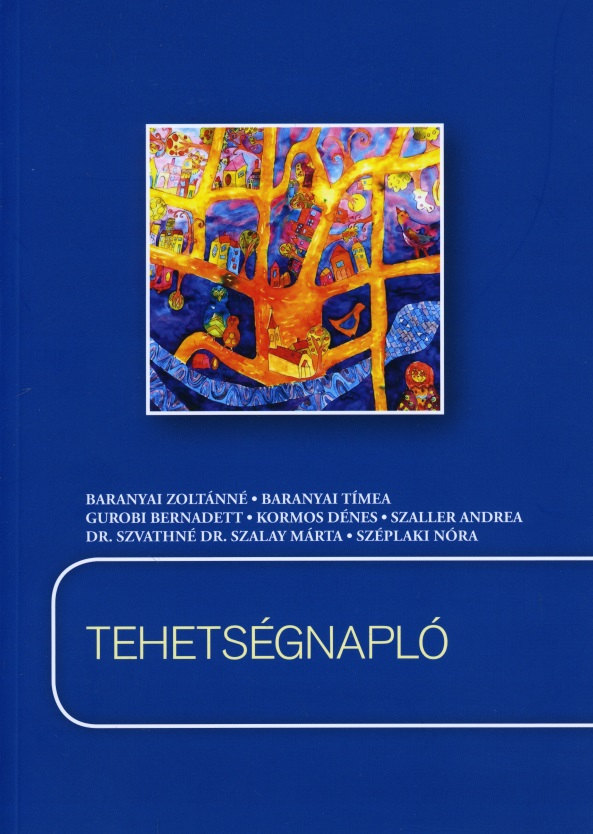 BARANYAI ZOLTÁNNÉ • BARANYAI TÍMEA
GUROBI BERNADETT • KORMOS DÉNES • SZALLER ANDREA
DR. SZVATHNÉ DR. SZALAY MÁRTA • SZÉPLAKI NÓRA
TEHETSÉGNAPLÓ